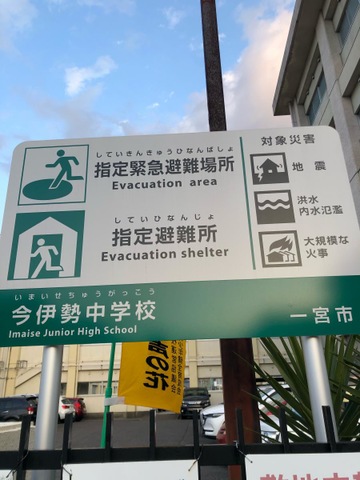 していきんきゅうひなんばしょ
指定緊急避難場所
Evacuation area
していひなんじょ
指定避難所
Evacuation shelter
対象災害
地震
洪水
内水氾濫
大規模な
火事
いまいせちゅうがっこう
今伊勢中学校
Imaise Junior High School
一宮市